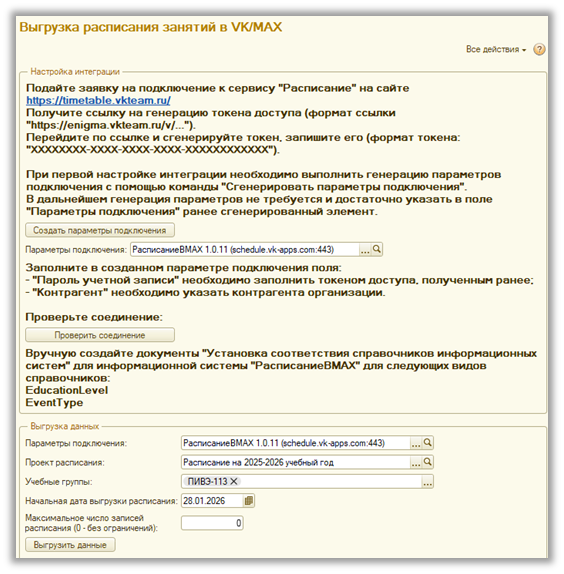 Выгрузка расписания занятий в VK/MAX
Все действия
?
Настройка интеграции
Подайте заявку на подключение к сервису "Расписание" на сайте
https://timetable.vkteam.ru/
Получите ссылку на генерацию токена доступа (формат ссылки
"https://enigma.vkteam.ru/v/...").
Перейдите по ссылке и сгенерируйте токен, запишите его (формат токена:
"XXXXXXXX-XXXX-XXXX-XXXX-XXXXXXXXXXXX").
При первой настройке интеграции необходимо выполнить генерацию параметров
подключения с помощью команды "Сгенерировать параметры подключения".
В дальнейшем генерация параметров не требуется и достаточно указать в поле
"Параметры подключения" ранее сгенерированный элемент.
Создать параметры подключения
Параметры подключения: РасписаниеВМАХ 1.0.11 (schedule.vk-apps.com:443) ...
Заполните в созданном параметре подключения поля:
- "Пароль учетной записи" необходимо заполнить токеном доступа, полученным ранее;
- "Контрагент" необходимо указать контрагента организации.
Проверьте соединение:
Проверить соединение
Вручную создайте документы "Установка соответствия справочников информационных
систем" для информационной системы "РасписаниеВМАХ" для следующих видов
справочников:
EducationLevel
EventType
Выгрузка данных
Параметры подключения: РасписаниеВМАХ 1.0.11 (schedule.vk-apps.com:443) ...
Проект расписания: Расписание на 2025-2026 учебный год ...
Учебные группы: ПИВЭ-113 ...
Начальная дата выгрузки расписания: 28.01.2026
Максимальное число записей
расписания (0 - без ограничений): 0
Выгрузить данные